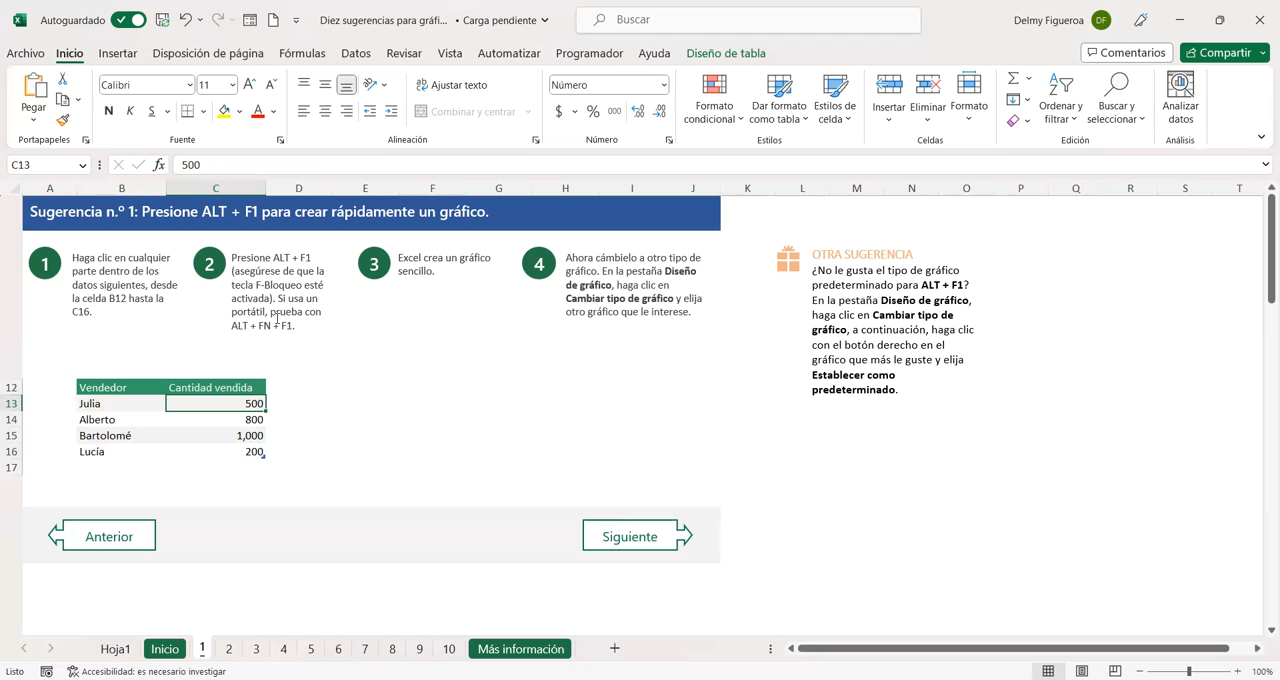 Autoguardado
Diez sugerencias para gráfi... • Carga pendiente
Buscar
Delmy Figueroa DF
Archivo Inicio Insertar Disposición de página Fórmulas Datos Revisar Vista Automatizar Programador Ayuda Diseño de tabla
Comentarios Compartir
Pegar
Portapapeles
Calibri 11
N K S
Fuente
Ajustar texto
Combinar y centrar
Alineación
Número
$ % 000
Número
Formato condicional
Dar formato como tabla
Estilos de celda
Estilos
Insertar Eliminar Formato
Celdas
Ordenar y filtrar
Buscar y seleccionar
Edición
Analizar datos
Análisis
C13 fx 500
A B C D E F G H I J K L M N O P Q R S T
Sugerencia n.º 1: Presione ALT + F1 para crear rápidamente un gráfico.
1
Haga clic en cualquier
parte dentro de los
datos siguientes, desde
la celda B12 hasta la
C16.
2
Presione ALT + F1
(asegúrese de que la
tecla F-Bloqueo esté
activada). Si usa un
portátil, prueba con
ALT + FN + F1.
3
Excel crea un gráfico
sencillo.
4
Ahora cámbielo a otro tipo de
gráfico. En la pestaña Diseño
de gráfico, haga clic en
Cambiar tipo de gráfico y elija
otro gráfico que le interese.
OTRA SUGERENCIA
¿No le gusta el tipo de gráfico
predeterminado para ALT + F1?
En la pestaña Diseño de gráfico,
haga clic en Cambiar tipo de
gráfico, a continuación, haga clic
con el botón derecho en el
gráfico que más le guste y elija
Establecer como
predeterminado.
12 Vendedor Cantidad vendida
13 Julia 500
14 Alberto 800
15 Bartolomé 1,000
16 Lucía 200
17
Anterior
Siguiente
Hoja1 Inicio 1 2 3 4 5 6 7 8 9 10 Más información
Listo Accesibilidad: es necesario investigar 100%